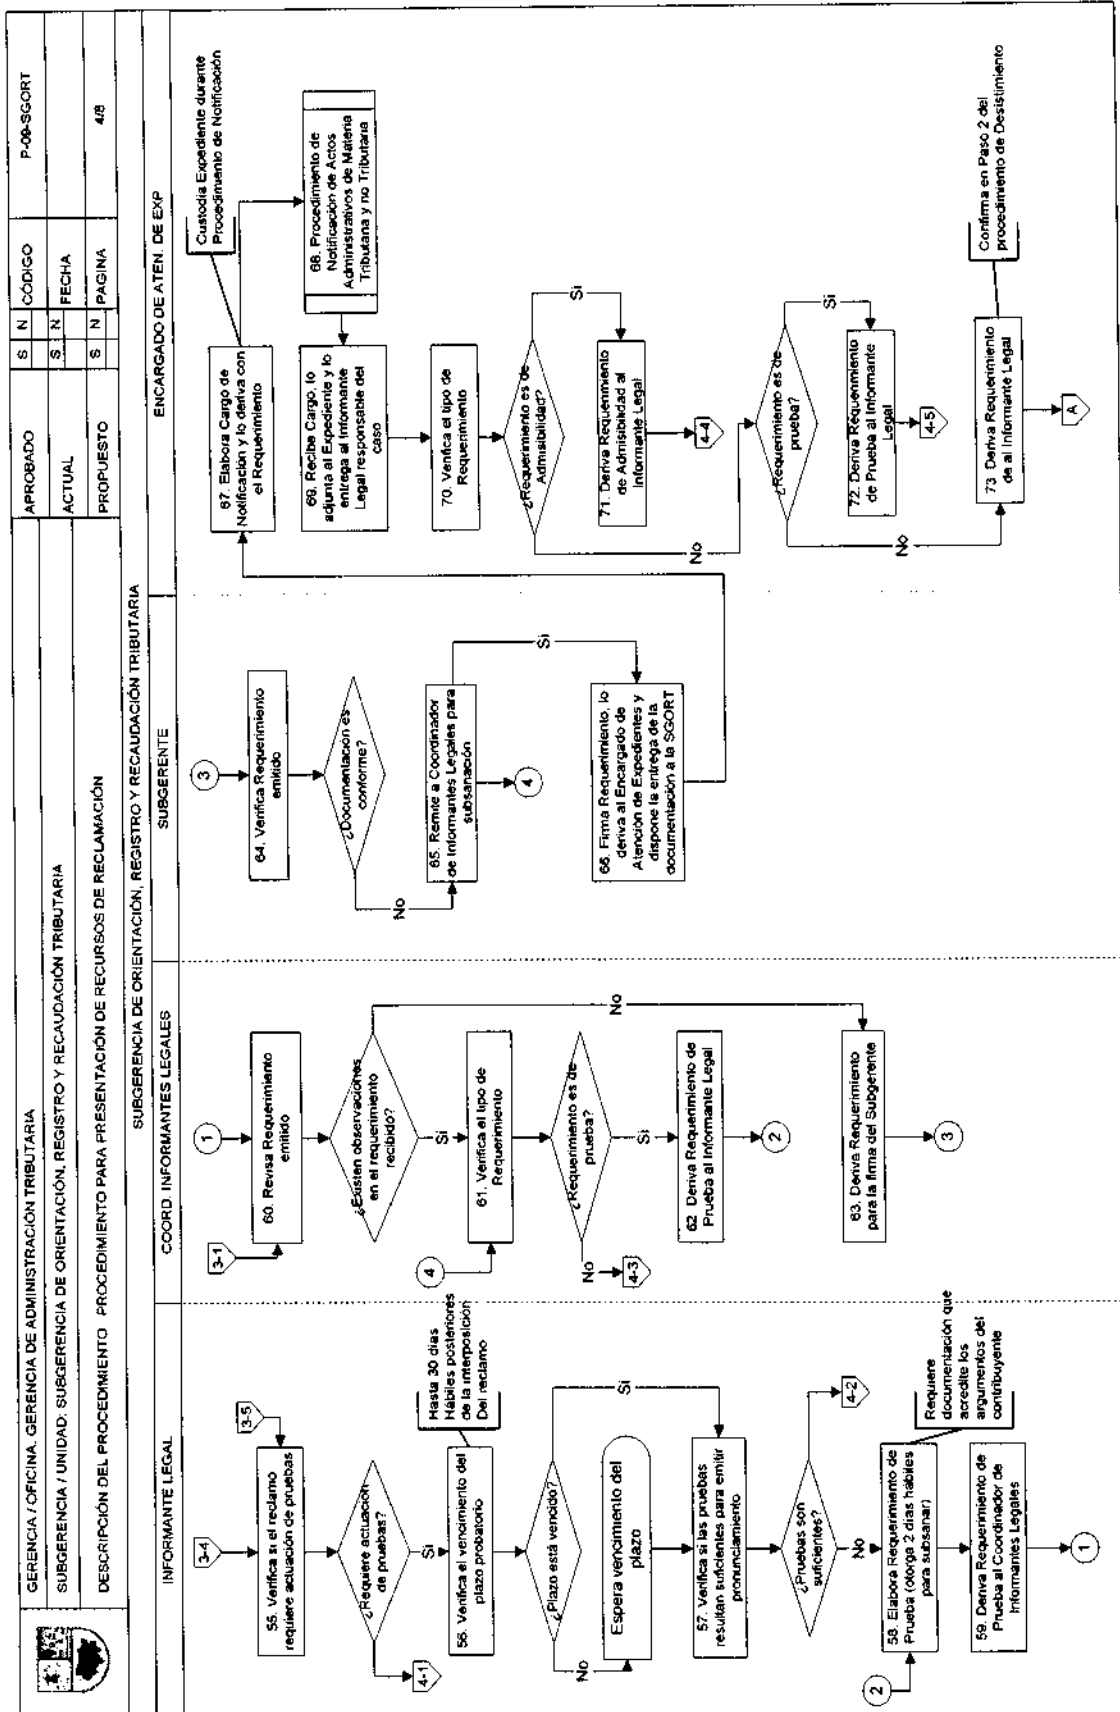 GERENCIA / OFICINA. GERENCIA DE ADMINISTRACIÓN TRIBUTARIA
SUBGERENCIA / UNIDAD: SUBGERENCIA DE ORIENTACIÓN, REGISTRO Y RECAUDACIÓN TRIBUTARIA
DESCRIPCIÓN DEL PROCEDIMIENTO PROCEDIMIENTO PARA PRESENTACIÓN DE RECURSOS DE RECLAMACIÓN
APROBADO S N CÓDIGO P-09-SGORT
ACTUAL S N FECHA
PROPUESTO S N PAGINA 4/8
SUBGERENCIA DE ORIENTACIÓN, REGISTRO Y RECAUDACIÓN TRIBUTARIA
INFORMANTE LEGAL
COORD. INFORMANTES LEGALES
SUBGERENTE
ENCARGADO DE ATEN. DE EXP
3-4
3-5
55. Verifica si el reclamo
requiere actuación de pruebas
¿Requiere actuación
de pruebas?
4-1
Si
Hasta 30 días
Hábiles posteriores
de la interposición
Del reclamo
56. Verifica el vencimiento del
plazo probatorio
¿Plazo está vencido?
No
Si
Espera vencimiento del
plazo
57. Verifica si las pruebas
resultan suficientes para emitir
pronunciamiento
¿Pruebas son
suficientes?
4-2
No
2
58. Elabora Requerimiento de
Prueba (otorga 2 días hábiles
para subsanar)
Requiere
documentación que
acredite los
argumentos del
contribuyente
59. Deriva Requerimiento de
Prueba al Coordinador de
Informantes Legales
1
1
3-1
60. Revisa Requerimiento
emitido
¿Existen observaciones
en el requerimiento
recibido?
Si
No
4
61. Verifica el tipo de
Requerimiento
¿Requerimiento es de
prueba?
No
4-3
Si
62 Deriva Requerimiento de
Prueba al Informante Legal
2
63. Deriva Requerimiento
para la firma del Subgerente
3
3
64. Verifica Requerimiento
emitido
¿Documentación es
conforme?
No
Si
65. Remite a Coordinador
de Informantes Legales para
subsanación
4
66. Firma Requerimiento, lo
deriva al Encargado de
Atención de Expedientes y
dispone la entrega de la
documentación a la SGORT
Custodia Expediente durante
Procedimiento de Notificación
67. Elabora Cargo de
Notificación y lo deriva con
el Requerimiento
68. Procedimiento de
Notificación de Actos
Administrativos de Materia
Tributaria y no Tributaria
69. Recibe Cargo, lo
adjunta al Expediente y lo
entrega al Informante
Legal responsable del
caso
70. Verifica el tipo de
Requerimiento
¿Requerimiento es de
Admisibilidad?
Si
71. Deriva Requerimiento
de Admisibilidad al
Informante Legal
4-4
No
¿Requerimiento es de
prueba?
Si
72. Deriva Requerimiento
de Prueba al Informante
Legal
4-5
No
73 Deriva Requerimiento
de al Informante Legal
Confirma en Paso 2 del
procedimiento de Desistimiento
A